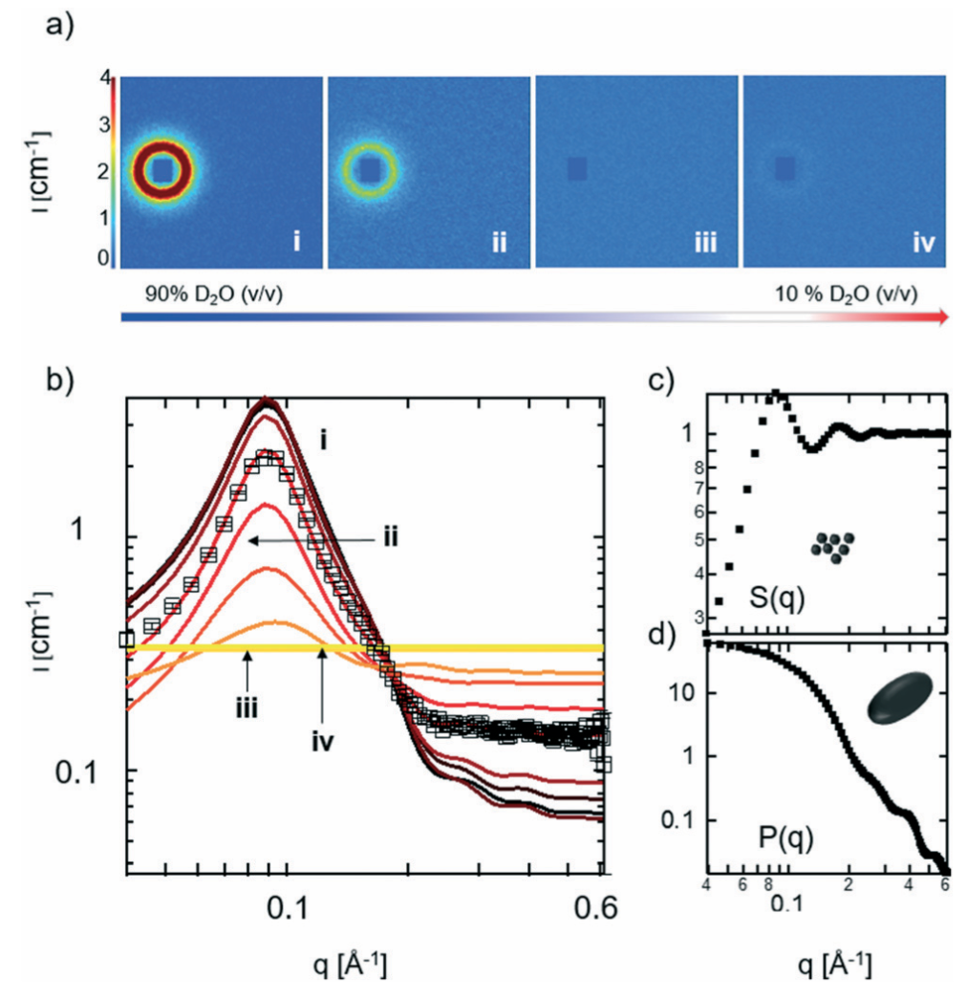 a)
4
3
2
1
0
I [cm⁻¹]
i
ii
iii
iv
90% D₂O (v/v)
10 % D₂O (v/v)
b)
1
0.1
I [cm⁻¹]
i
ii
iii
iv
0.1
0.6
q [Å⁻¹]
c)
1
8
7
6
5
4
3
S(q)
d)
10
1
0.1
P(q)
4
6
8
2
4
6
0.1
q [Å⁻¹]